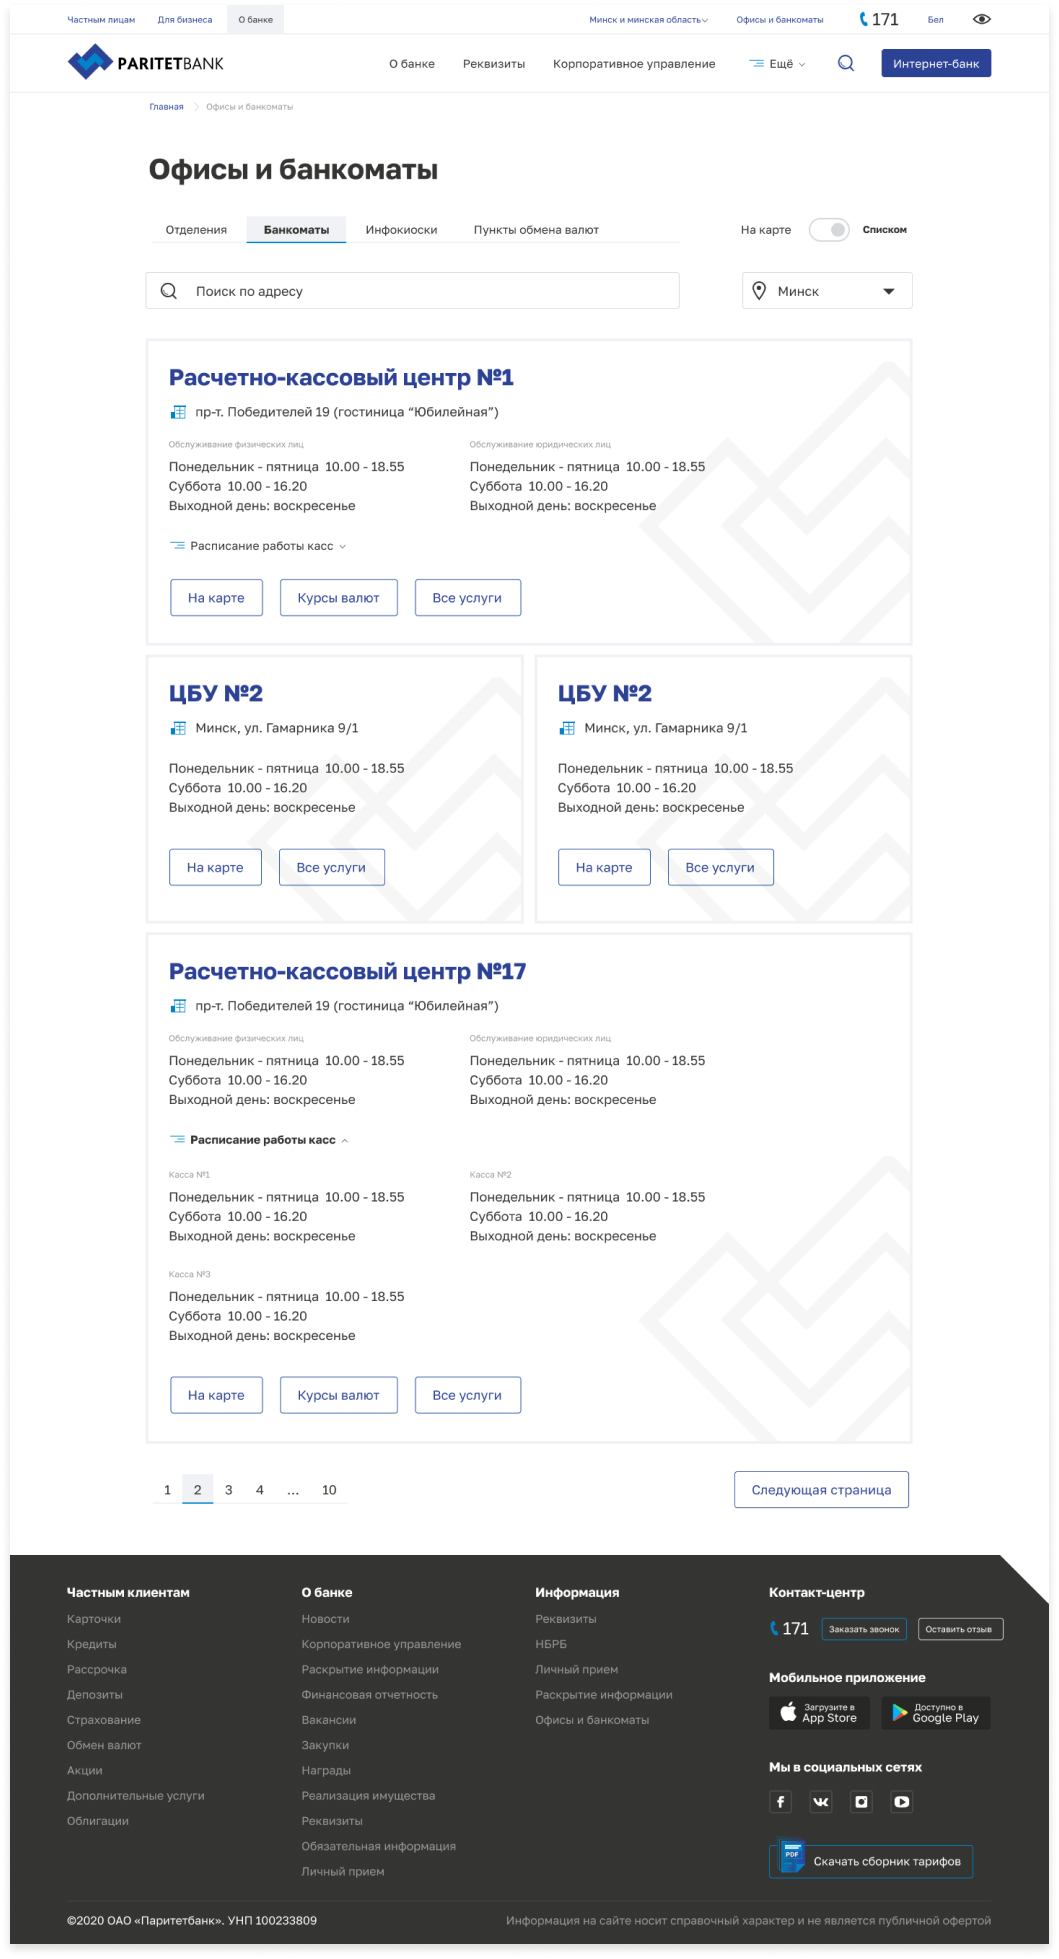 Частным лицам Для бизнеса О банке Минск и минская область Офисы и банкоматы 171 Бел
PARITETBANK О банке Реквизиты Корпоративное управление Ещё Интернет-банк
Главная Офисы и банкоматы
Офисы и банкоматы
Отделения Банкоматы Инфокиоски Пункты обмена валют На карте Списком
Поиск по адресу Минск
Расчетно-кассовый центр №1
пр-т. Победителей 19 (гостиница “Юбилейная”)
Обслуживание физических лиц Обслуживание юридических лиц
Понедельник - пятница 10.00 - 18.55 Понедельник - пятница 10.00 - 18.55
Суббота 10.00 - 16.20 Суббота 10.00 - 16.20
Выходной день: воскресенье Выходной день: воскресенье
Расписание работы касс
На карте Курсы валют Все услуги
ЦБУ №2 ЦБУ №2
Минск, ул. Гамарника 9/1 Минск, ул. Гамарника 9/1
Понедельник - пятница 10.00 - 18.55 Понедельник - пятница 10.00 - 18.55
Суббота 10.00 - 16.20 Суббота 10.00 - 16.20
Выходной день: воскресенье Выходной день: воскресенье
На карте Все услуги На карте Все услуги
Расчетно-кассовый центр №17
пр-т. Победителей 19 (гостиница “Юбилейная”)
Обслуживание физических лиц Обслуживание юридических лиц
Понедельник - пятница 10.00 - 18.55 Понедельник - пятница 10.00 - 18.55
Суббота 10.00 - 16.20 Суббота 10.00 - 16.20
Выходной день: воскресенье Выходной день: воскресенье
Расписание работы касс
Касса №1 Касса №2
Понедельник - пятница 10.00 - 18.55 Понедельник - пятница 10.00 - 18.55
Суббота 10.00 - 16.20 Суббота 10.00 - 16.20
Выходной день: воскресенье Выходной день: воскресенье
Касса №3
Понедельник - пятница 10.00 - 18.55
Суббота 10.00 - 16.20
Выходной день: воскресенье
На карте Курсы валют Все услуги
1 2 3 4 ... 10 Следующая страница
Частным клиентам
Карточки
Кредиты
Рассрочка
Депозиты
Страхование
Обмен валют
Акции
Дополнительные услуги
Облигации
О банке
Новости
Корпоративное управление
Раскрытие информации
Финансовая отчетность
Вакансии
Закупки
Награды
Реализация имущества
Реквизиты
Обязательная информация
Личный прием
Информация
Реквизиты
НБРБ
Личный прием
Раскрытие информации
Офисы и банкоматы
Контакт-центр
171 Заказать звонок Оставить отзыв
Мобильное приложение
Загрузите в Доступно в
App Store Google Play
Мы в социальных сетях
PDF Скачать сборник тарифов
©2020 ОАО «Паритетбанк». УНП 100233809 Информация на сайте носит справочный характер и не является публичной офертой